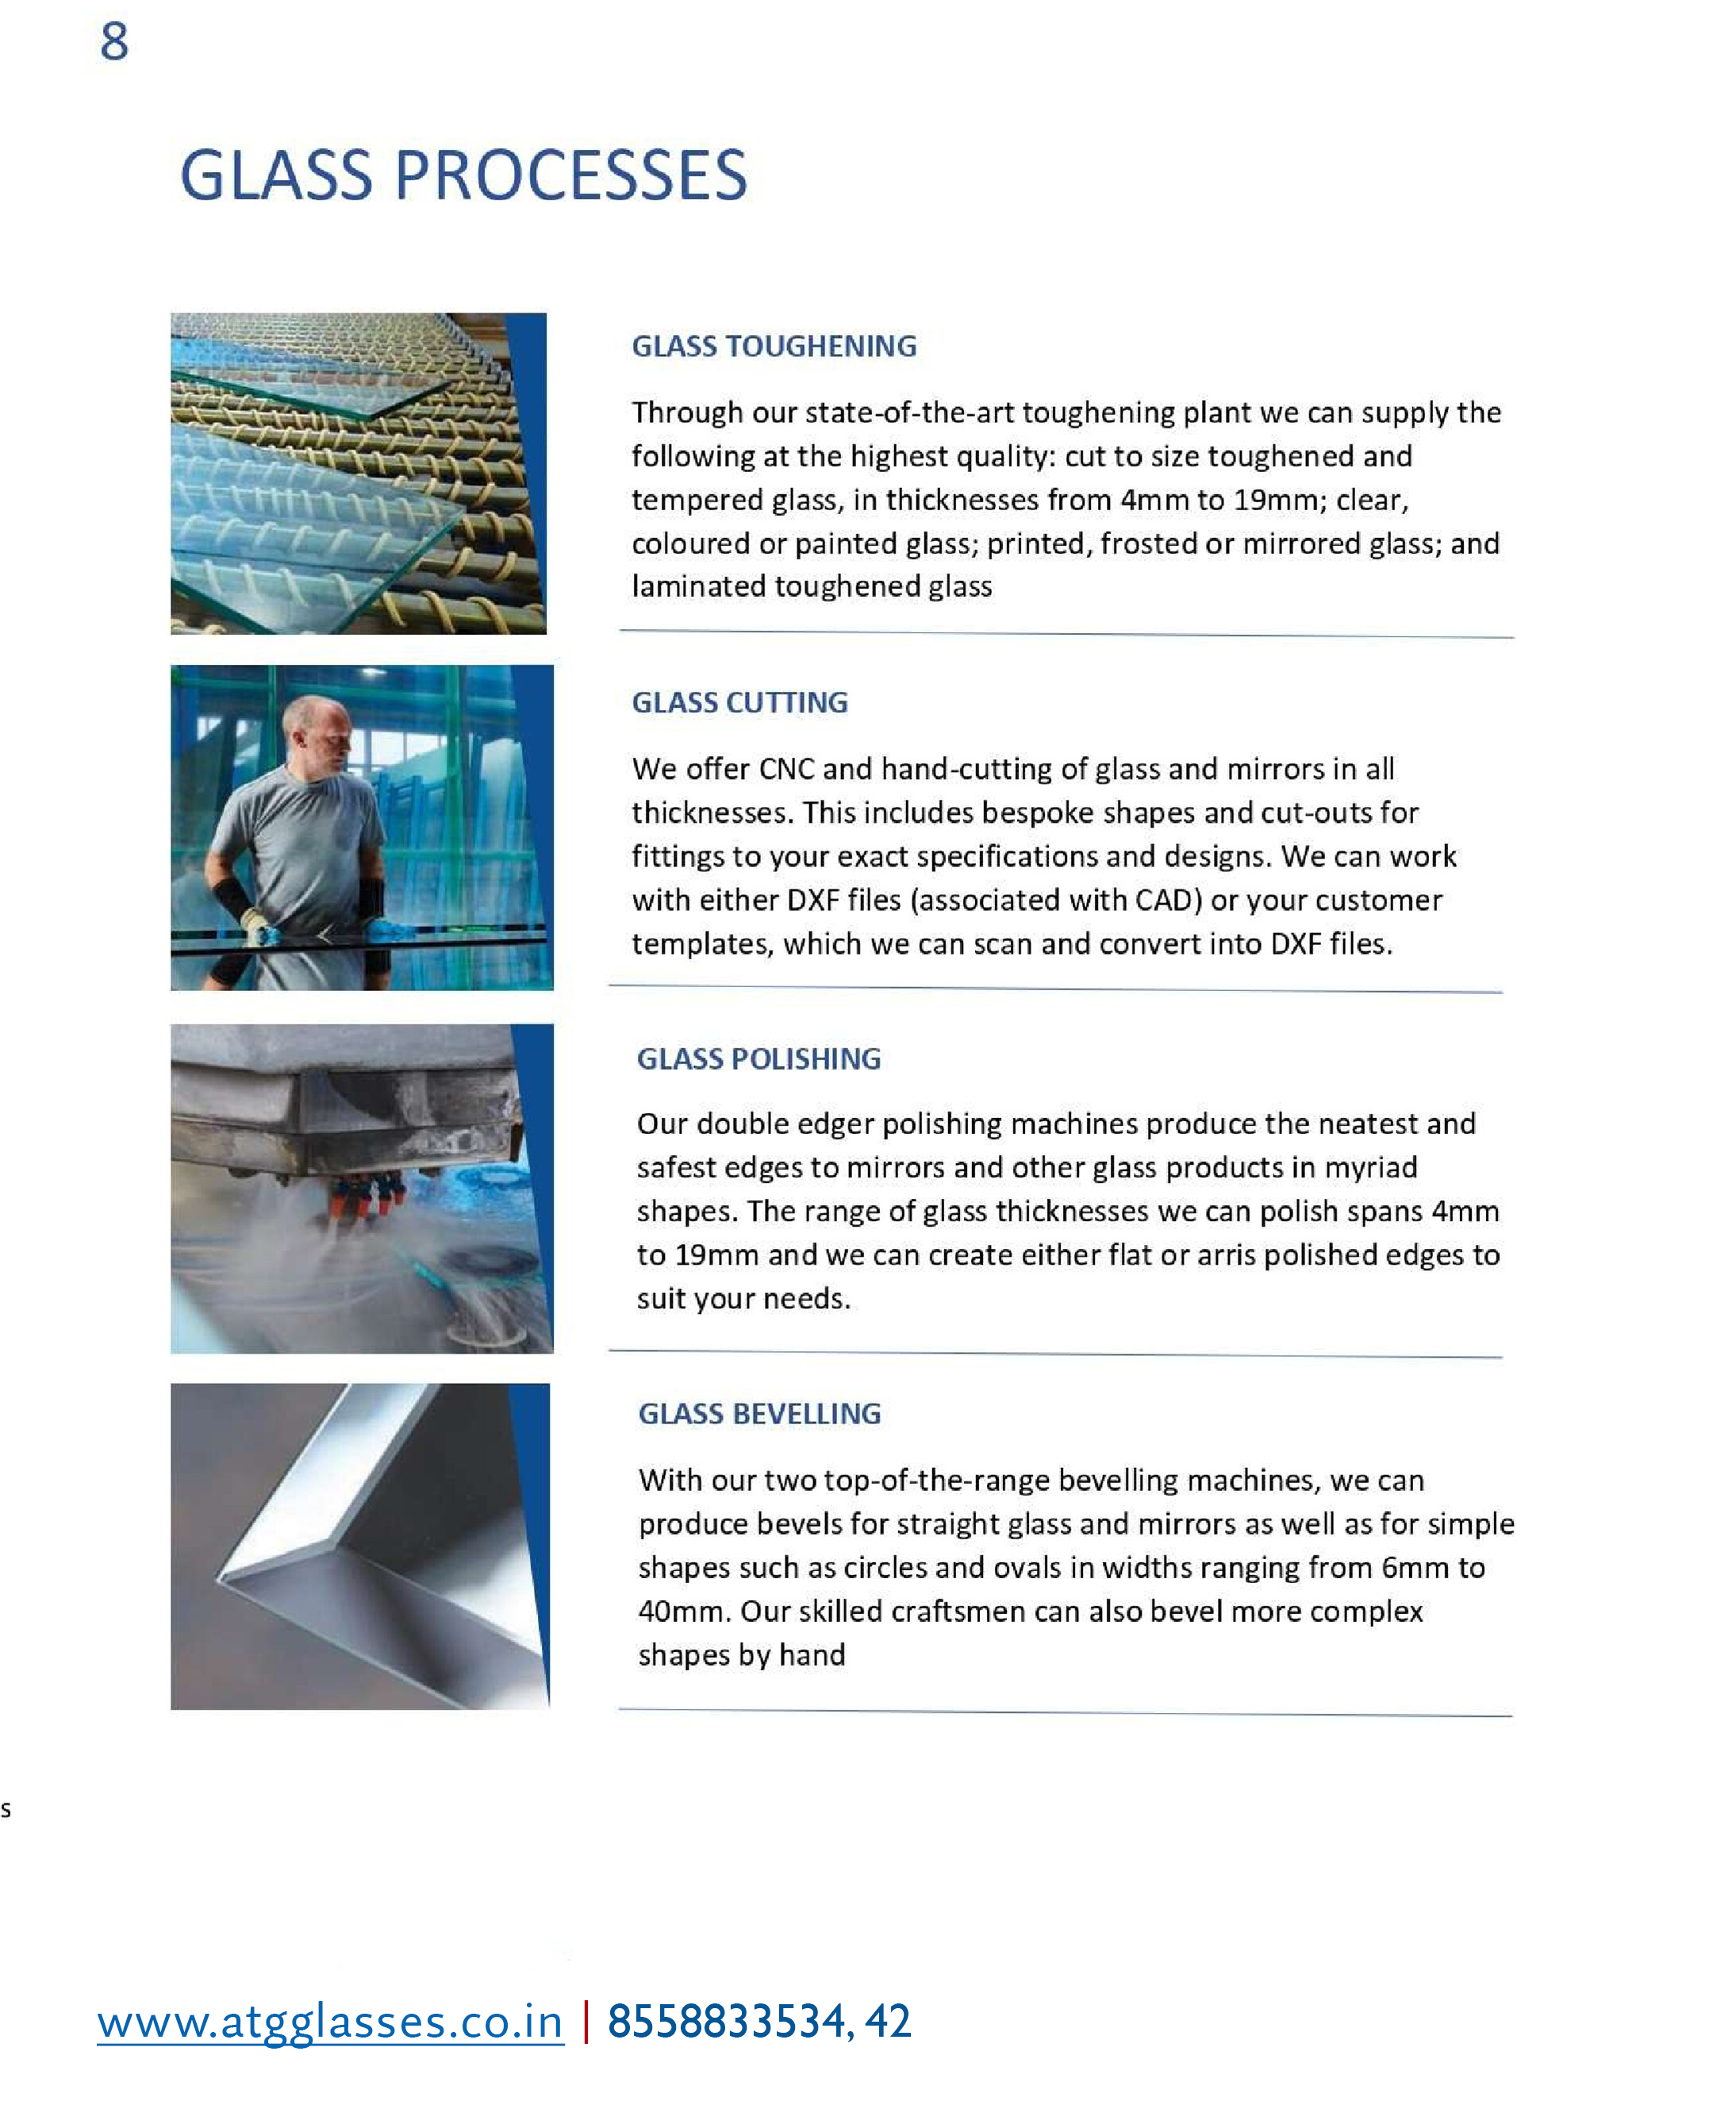 8
GLASS PROCESSES
GLASS TOUGHENING
Through our state-of-the-art toughening plant we can supply the
following at the highest quality: cut to size toughened and
tempered glass, in thicknesses from 4mm to 19mm; clear,
coloured or painted glass; printed, frosted or mirrored glass; and
laminated toughened glass
GLASS CUTTING
We offer CNC and hand-cutting of glass and mirrors in all
thicknesses. This includes bespoke shapes and cut-outs for
fittings to your exact specifications and designs. We can work
with either DXF files (associated with CAD) or your customer
templates, which we can scan and convert into DXF files.
GLASS POLISHING
Our double edger polishing machines produce the neatest and
safest edges to mirrors and other glass products in myriad
shapes. The range of glass thicknesses we can polish spans 4mm
to 19mm and we can create either flat or arris polished edges to
suit your needs.
GLASS BEVELLING
With our two top-of-the-range bevelling machines, we can
produce bevels for straight glass and mirrors as well as for simple
shapes such as circles and ovals in widths ranging from 6mm to
40mm. Our skilled craftsmen can also bevel more complex
shapes by hand
s
www.atgglasses.co.in | 8558833534, 42